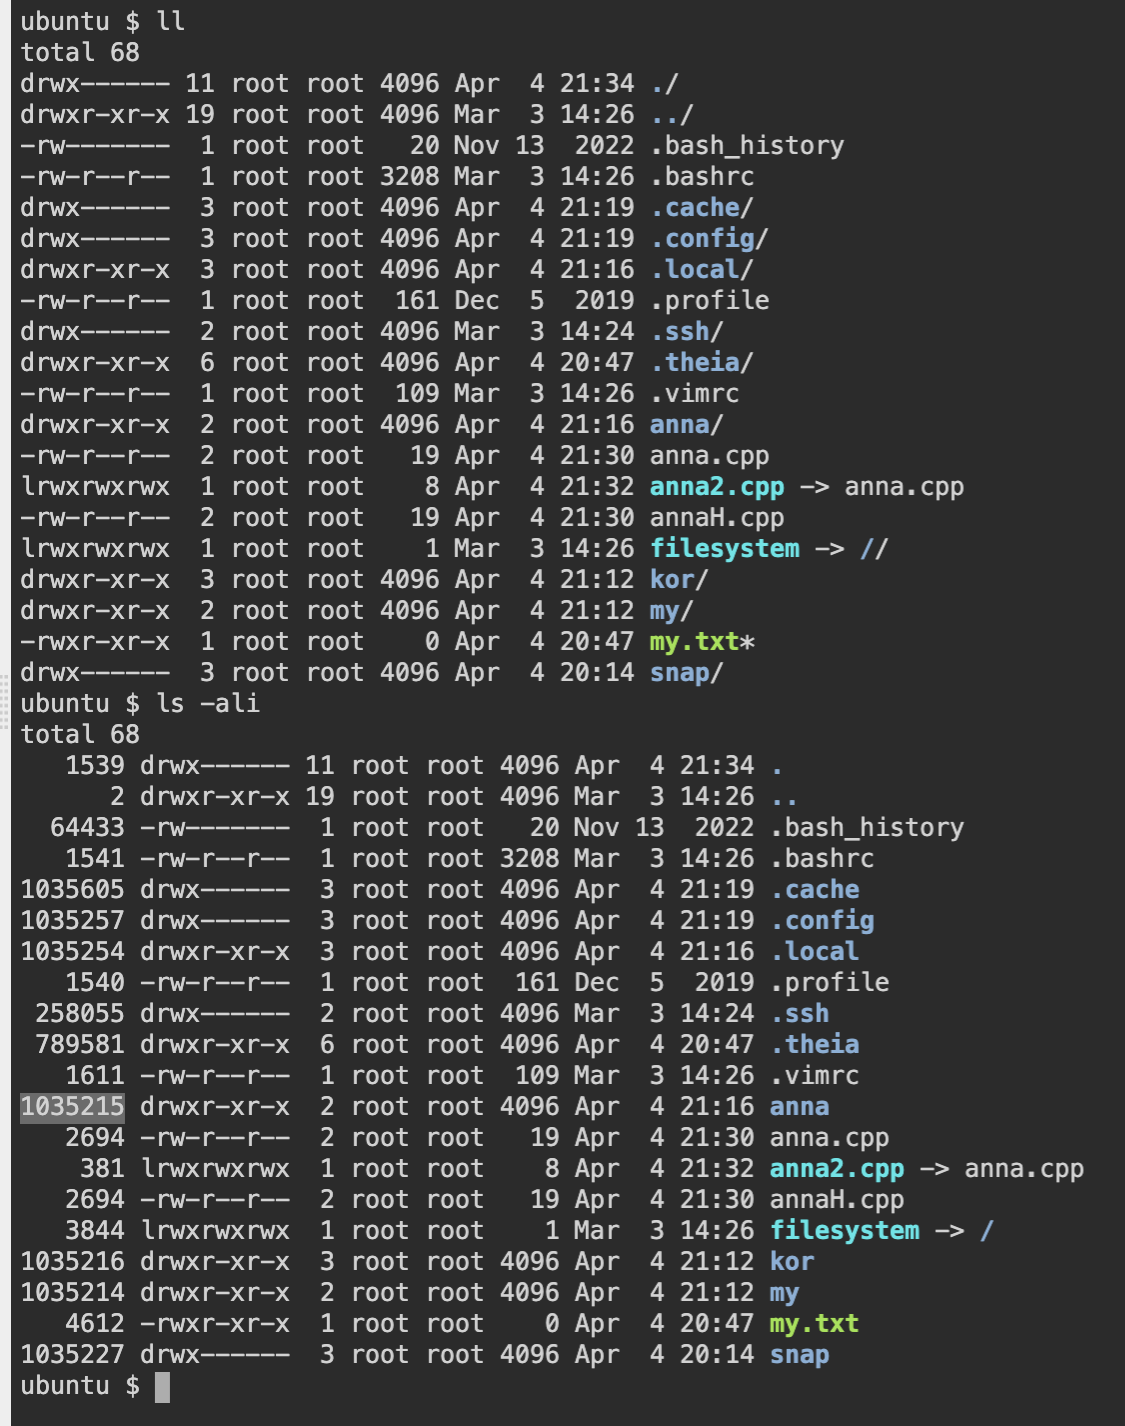 ubuntu $ ll
total 68
drwx------ 11 root root 4096 Apr  4 21:34 ./
drwxr-xr-x 19 root root 4096 Mar  3 14:26 ../
-rw-------  1 root root   20 Nov 13  2022 .bash_history
-rw-r--r--  1 root root 3208 Mar  3 14:26 .bashrc
drwx------  3 root root 4096 Apr  4 21:19 .cache/
drwx------  3 root root 4096 Apr  4 21:19 .config/
drwxr-xr-x  3 root root 4096 Apr  4 21:16 .local/
-rw-r--r--  1 root root  161 Dec  5  2019 .profile
drwx------  2 root root 4096 Mar  3 14:24 .ssh/
drwxr-xr-x  6 root root 4096 Apr  4 20:47 .theia/
-rw-r--r--  1 root root  109 Mar  3 14:26 .vimrc
drwxr-xr-x  2 root root 4096 Apr  4 21:16 anna/
-rw-r--r--  2 root root   19 Apr  4 21:30 anna.cpp
lrwxrwxrwx  1 root root    8 Apr  4 21:32 anna2.cpp -> anna.cpp
-rw-r--r--  2 root root   19 Apr  4 21:30 annaH.cpp
lrwxrwxrwx  1 root root    1 Mar  3 14:26 filesystem -> //
drwxr-xr-x  3 root root 4096 Apr  4 21:12 kor/
drwxr-xr-x  2 root root 4096 Apr  4 21:12 my/
-rwxr-xr-x  1 root root    0 Apr  4 20:47 my.txt*
drwx------  3 root root 4096 Apr  4 20:14 snap/
ubuntu $ ls -ali
total 68
   1539 drwx------ 11 root root 4096 Apr  4 21:34 .
      2 drwxr-xr-x 19 root root 4096 Mar  3 14:26 ..
  64433 -rw-------  1 root root   20 Nov 13  2022 .bash_history
   1541 -rw-r--r--  1 root root 3208 Mar  3 14:26 .bashrc
1035605 drwx------  3 root root 4096 Apr  4 21:19 .cache
1035257 drwx------  3 root root 4096 Apr  4 21:19 .config
1035254 drwxr-xr-x  3 root root 4096 Apr  4 21:16 .local
   1540 -rw-r--r--  1 root root  161 Dec  5  2019 .profile
 258055 drwx------  2 root root 4096 Mar  3 14:24 .ssh
 789581 drwxr-xr-x  6 root root 4096 Apr  4 20:47 .theia
   1611 -rw-r--r--  1 root root  109 Mar  3 14:26 .vimrc
1035215 drwxr-xr-x  2 root root 4096 Apr  4 21:16 anna
   2694 -rw-r--r--  2 root root   19 Apr  4 21:30 anna.cpp
    381 lrwxrwxrwx  1 root root    8 Apr  4 21:32 anna2.cpp -> anna.cpp
   2694 -rw-r--r--  2 root root   19 Apr  4 21:30 annaH.cpp
   3844 lrwxrwxrwx  1 root root    1 Mar  3 14:26 filesystem -> /
1035216 drwxr-xr-x  3 root root 4096 Apr  4 21:12 kor
1035214 drwxr-xr-x  2 root root 4096 Apr  4 21:12 my
   4612 -rwxr-xr-x  1 root root    0 Apr  4 20:47 my.txt
1035227 drwx------  3 root root 4096 Apr  4 20:14 snap
ubuntu $